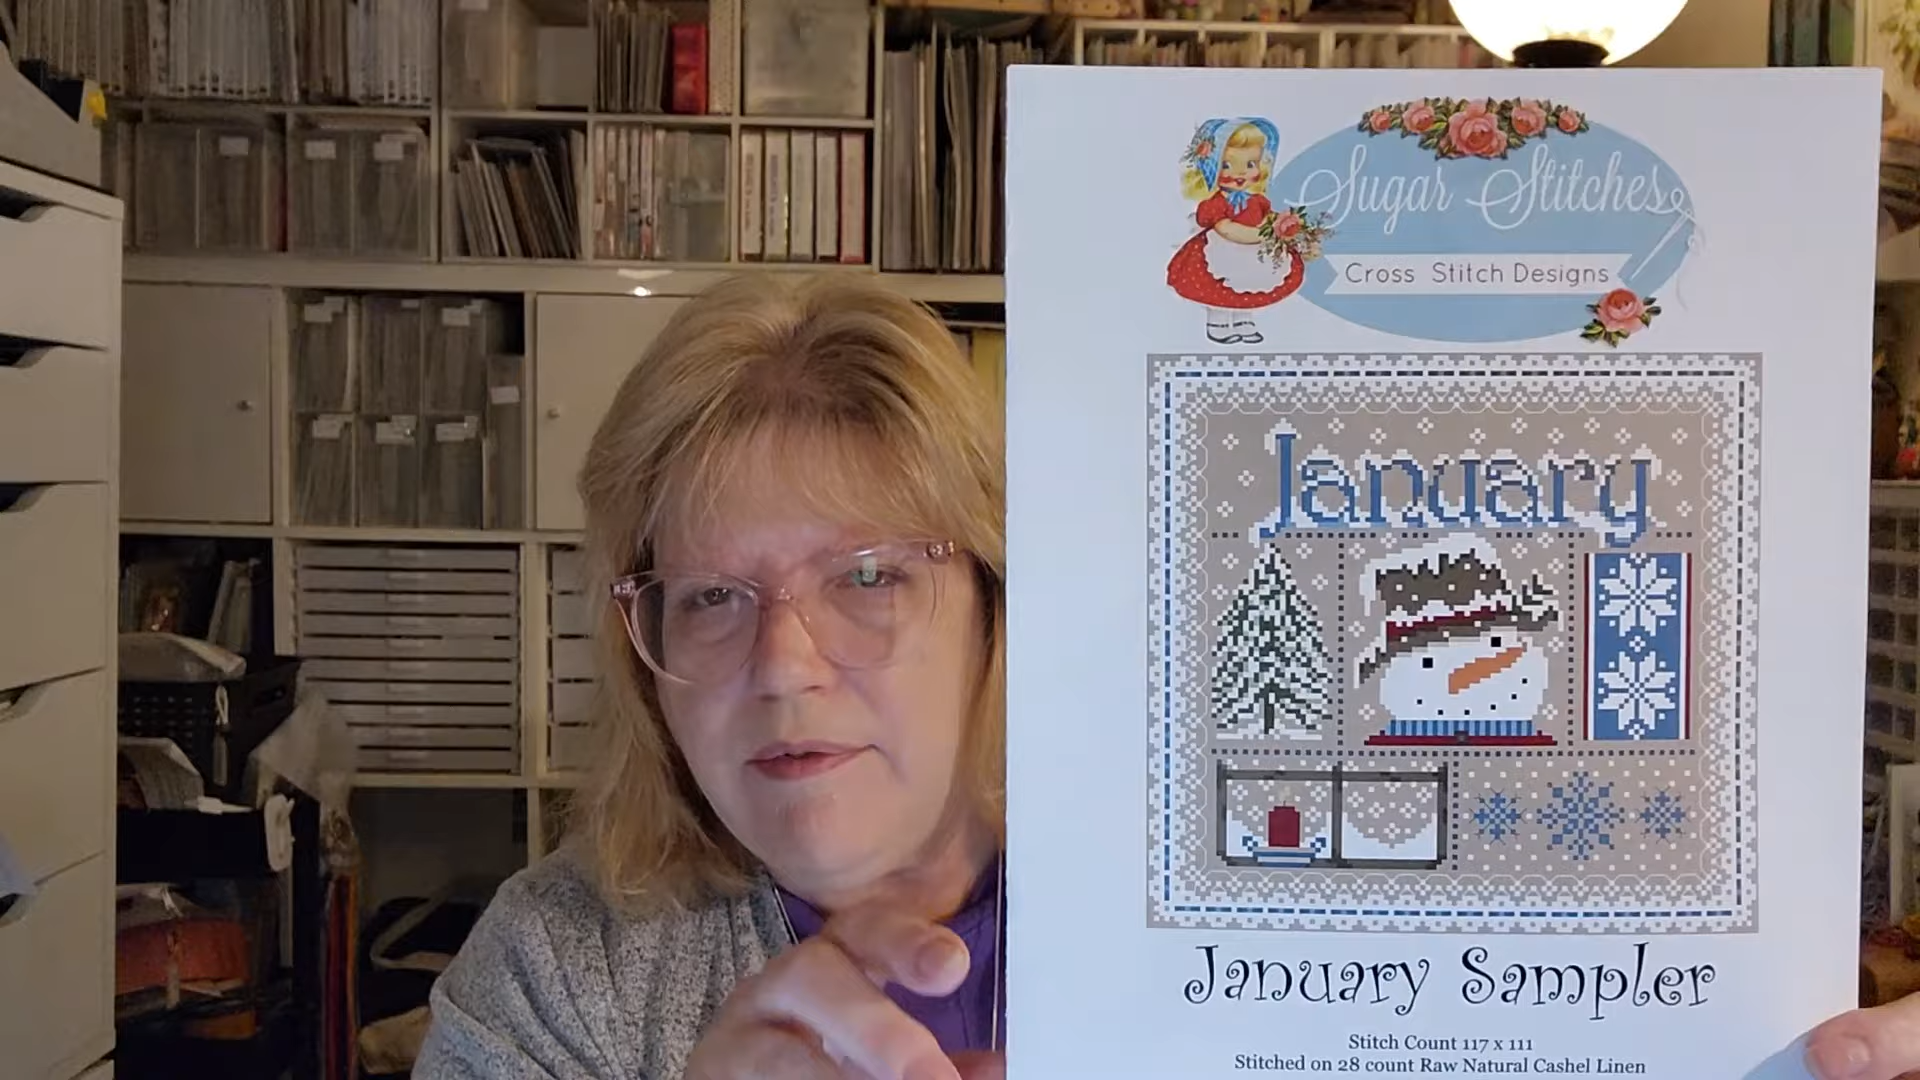 Sugar Stitches
Cross Stitch Designs
January
January Sampler
Stitch Count 117 x 111
Stitched on 28 count Raw Natural Cashel Linen